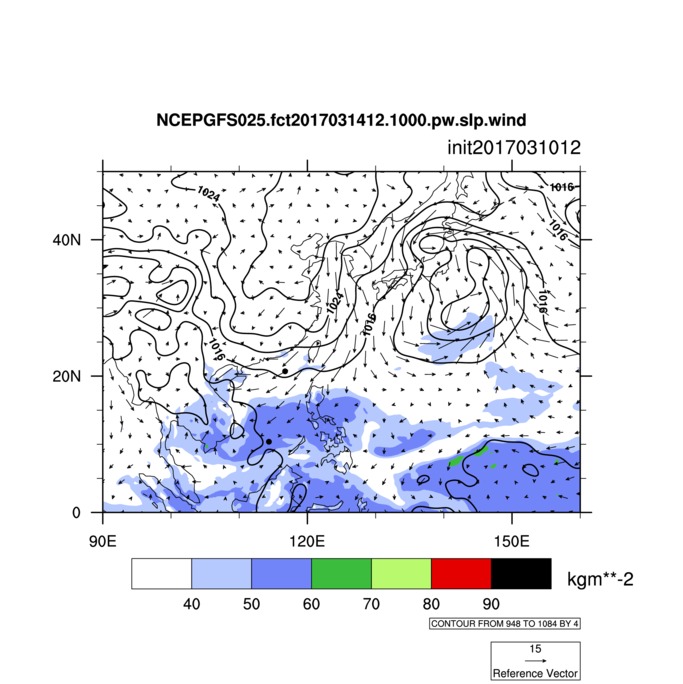 NCEPGFS025.fct2017031412.1000.pw.slp.wind
init2017031012
1024
1016
1016
40N
1024
1016
1016
1016
20N
0
90E 120E 150E
40 50 60 70 80 90
kgm**-2
CONTOUR FROM 948 TO 1084 BY 4
15
Reference Vector